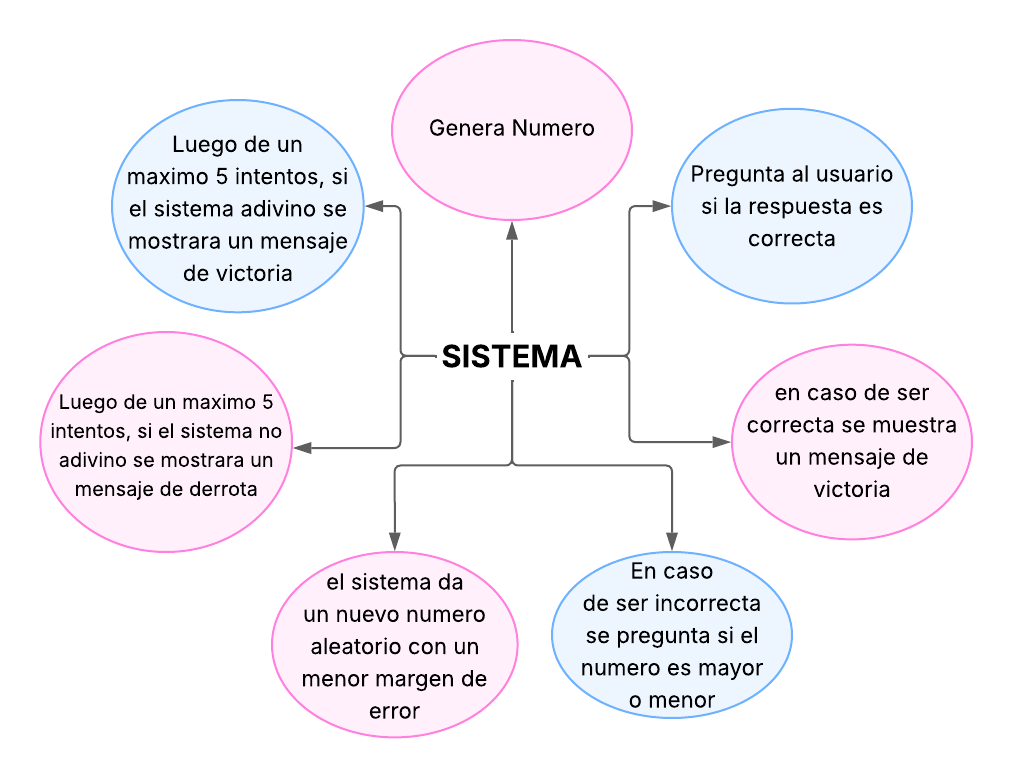 Genera Numero
Luego de un
maximo 5 intentos, si
el sistema adivino se
mostrara un mensaje
de victoria
Pregunta al usuario
si la respuesta es
correcta
SISTEMA
Luego de un maximo 5
intentos, si el sistema no
adivino se mostrara un
mensaje de derrota
en caso de ser
correcta se muestra
un mensaje de
victoria
el sistema da
un nuevo numero
aleatorio con un
menor margen de
error
En caso
de ser incorrecta
se pregunta si el
numero es mayor
o menor